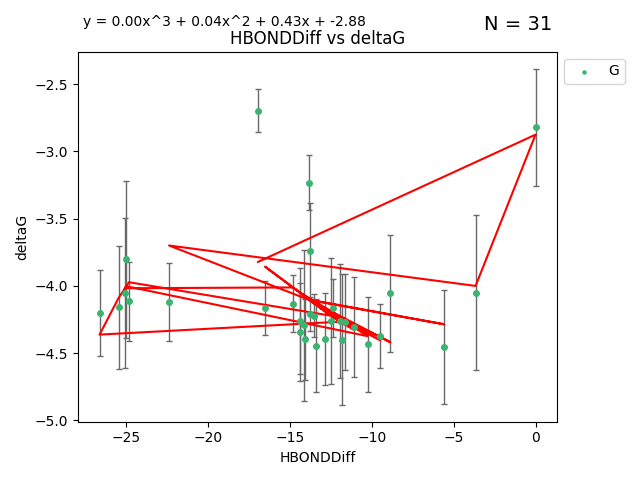 y = 0.00x^3 + 0.04x^2 + 0.43x + -2.88
N = 31
HBONDDiff vs deltaG
G
deltaG
−2.5
−3.0
−3.5
−4.0
−4.5
−5.0
−25 −20 −15 −10 −5 0
HBONDDiff